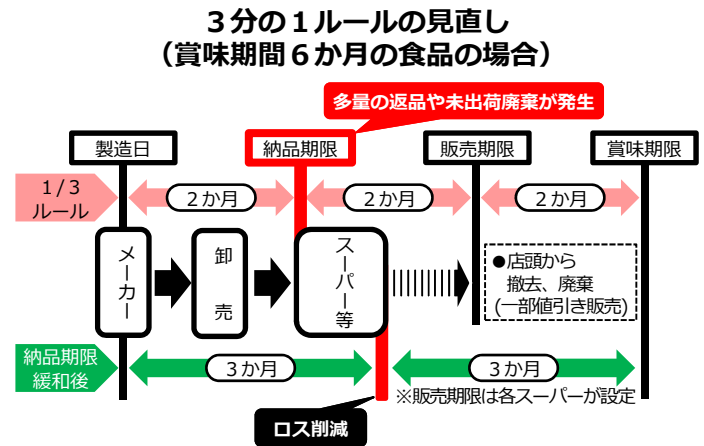 ３分の１ルールの見直し
（賞味期間６か月の食品の場合）
多量の返品や未出荷廃棄が発生
製造日
納品期限
販売期限
賞味期限
1/3
ルール
２か月
２か月
２か月
メーカー
卸売
スーパー等
●店頭から
撤去、廃棄
(一部値引き販売)
納品期限
緩和後
３か月
３か月
※販売期限は各スーパーが設定
ロス削減